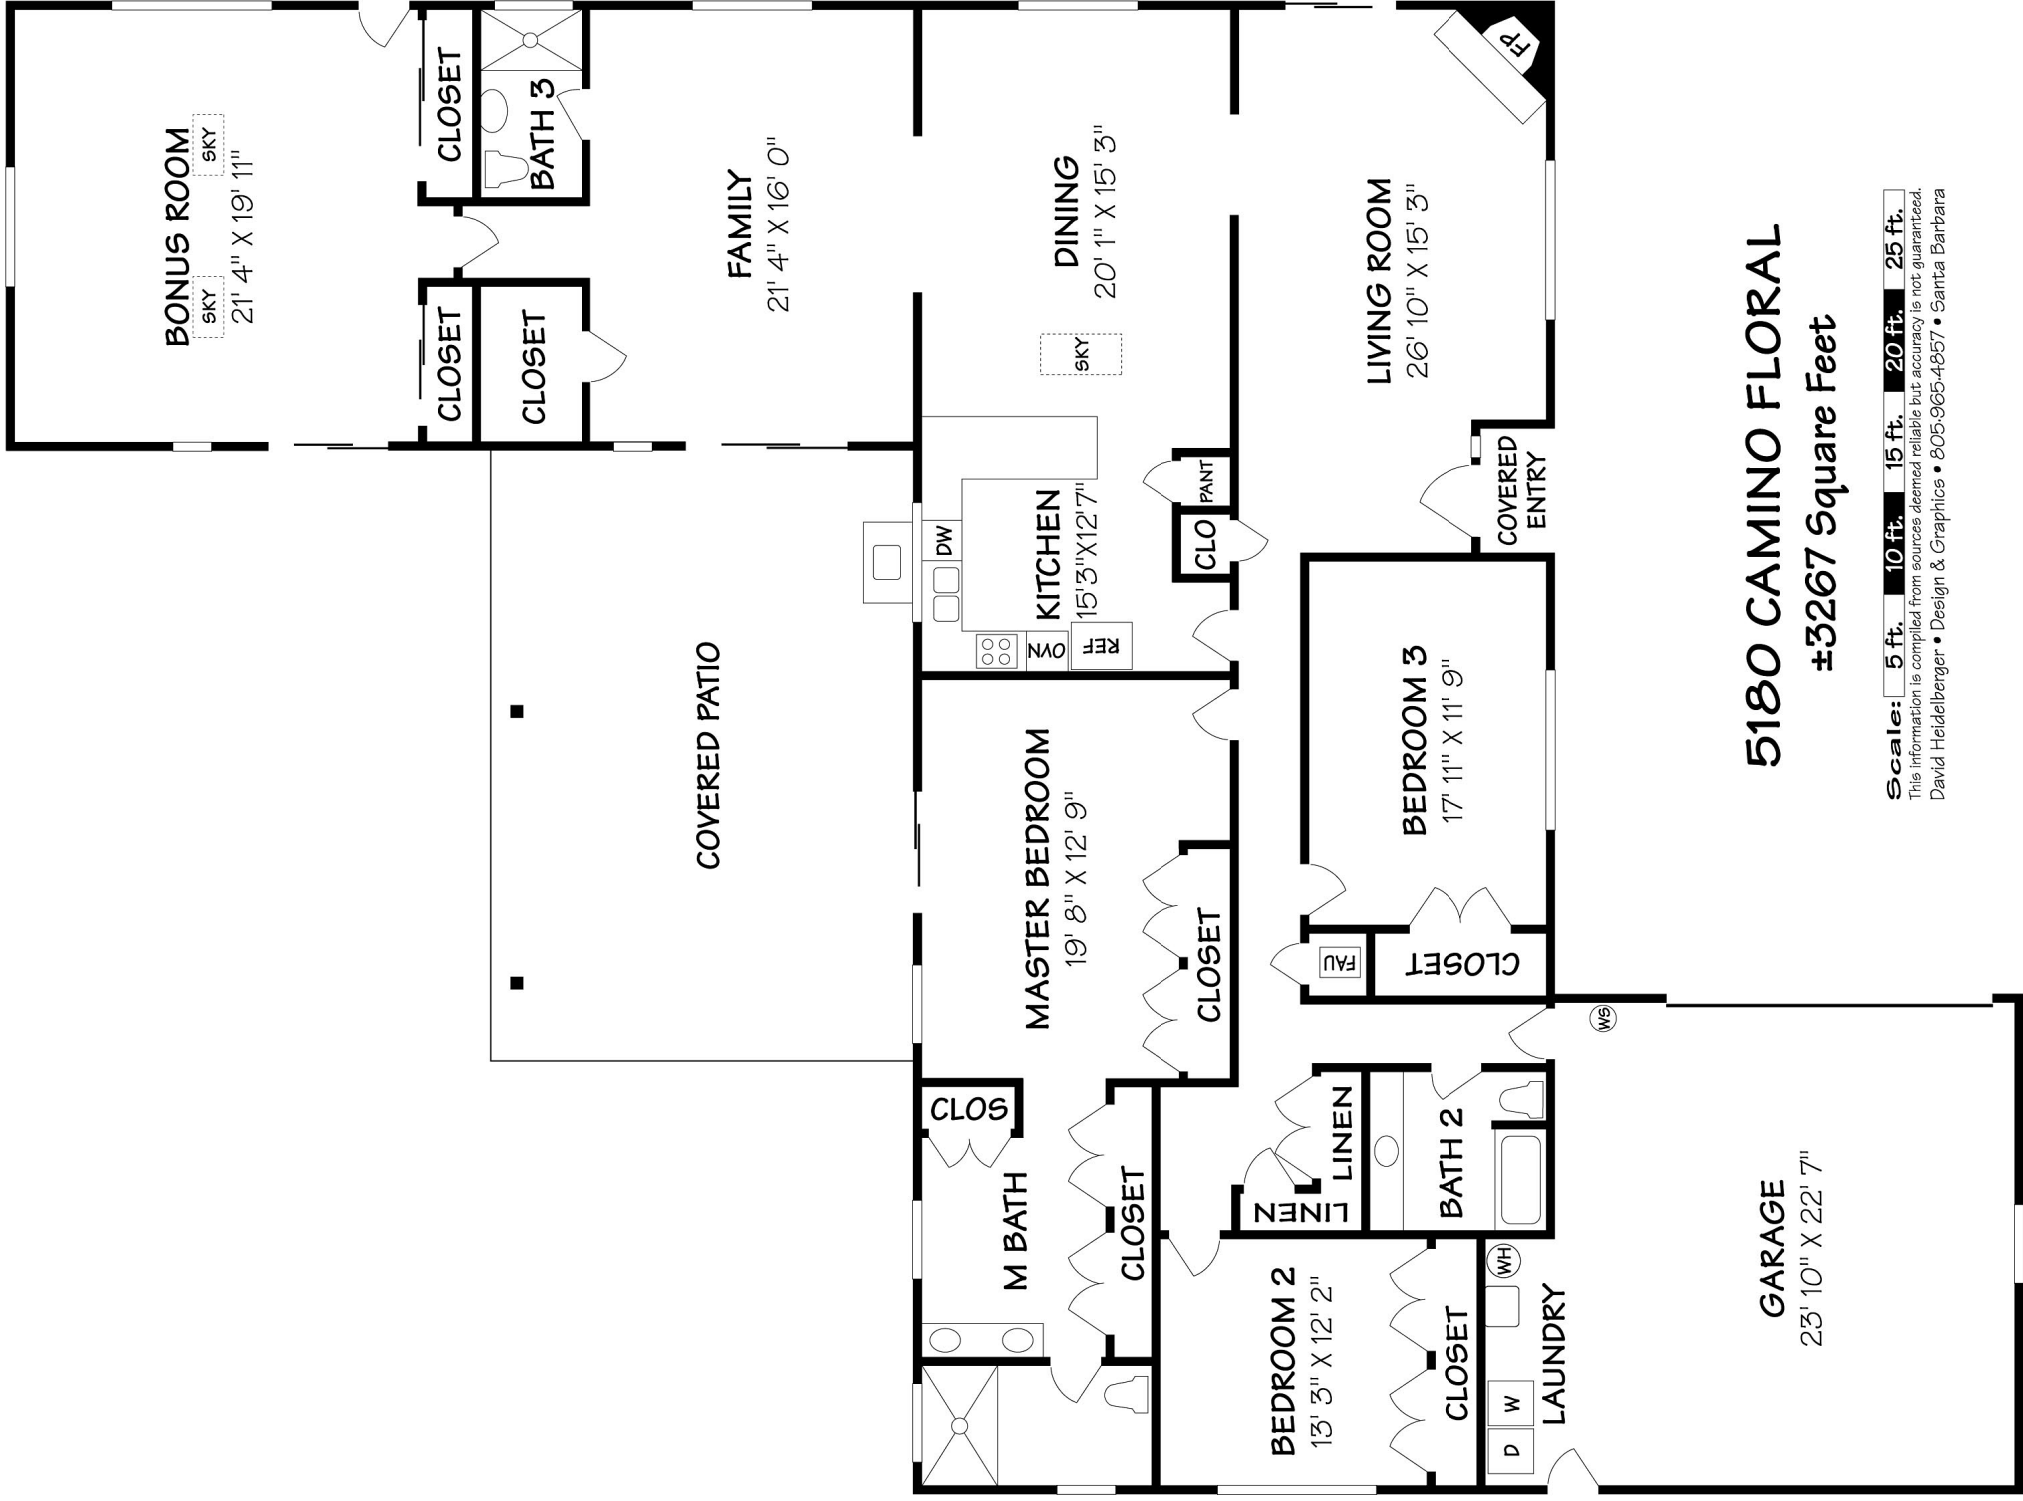 BONUS ROOM
SKY
SKY
21' 4" X 19' 11"
CLOSET
CLOSET
BATH 3
CLOSET
FAMILY
21' 4" X 16' 0"
DINING
20' 1" X 15' 3"
SKY
LIVING ROOM
26' 10" X 15' 3"
FP
COVERED
ENTRY
PANT
CLO
KITCHEN
15'3"X12'7"
DW
OVN
REF
COVERED PATIO
MASTER BEDROOM
19' 8" X 12' 9"
CLOSET
BEDROOM 3
17' 11" X 11' 9"
FAU
CLOSET
CLOS
M BATH
CLOSET
LINEN
LINEN
BATH 2
BEDROOM 2
13' 3" X 12' 2"
CLOSET
WH
LAUNDRY
W
D
WS
GARAGE
23' 10" X 22' 7"
5180 CAMINO FLORAL
±3267 Square Feet
Scale: 5 ft. 10 ft. 15 ft. 20 ft. 25 ft.
This information is compiled from sources deemed reliable but accuracy is not guaranteed.
David Heidelberger • Design & Graphics • 805.965.4857 • Santa Barbara